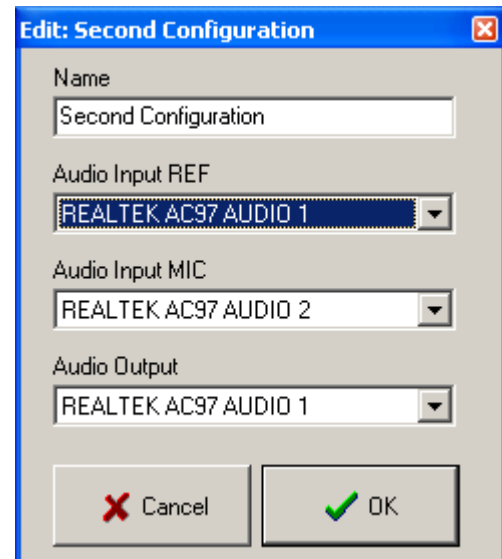 Edit: Second Configuration
Name
Second Configuration
Audio Input REF
REALTEK AC97 AUDIO 1
Audio Input MIC
REALTEK AC97 AUDIO 2
Audio Output
REALTEK AC97 AUDIO 1
Cancel OK